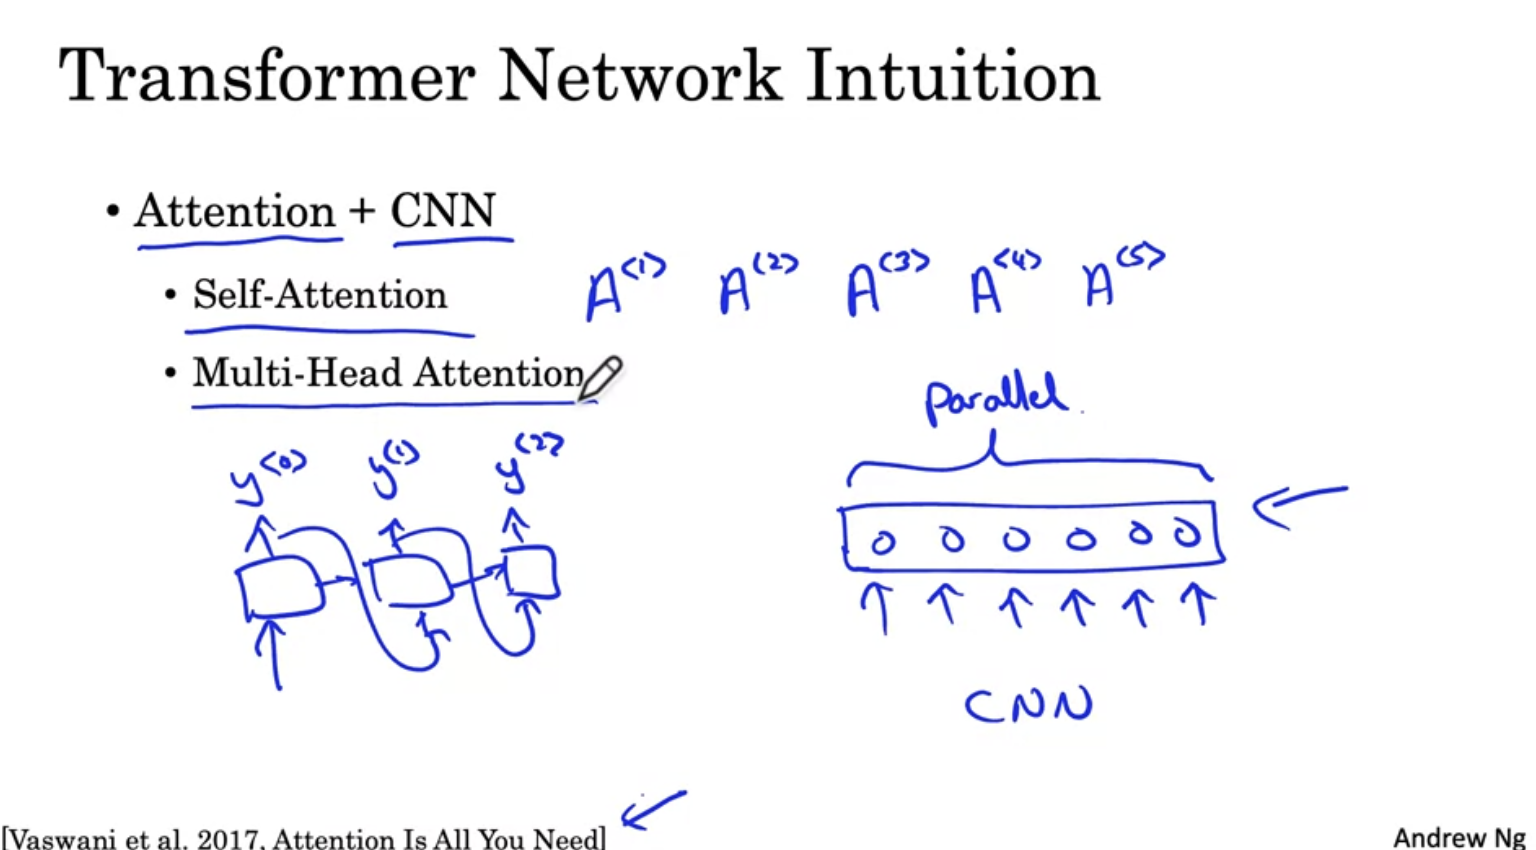 Transformer Network Intuition
• Attention + CNN
• Self-Attention
A<1> A(2> A<3> A<4> A<5>
• Multi-Head Attention
parallel
y<0> y<1> y<2>
CNN
[Vaswani et al. 2017, Attention Is All You Need]
Andrew Ng